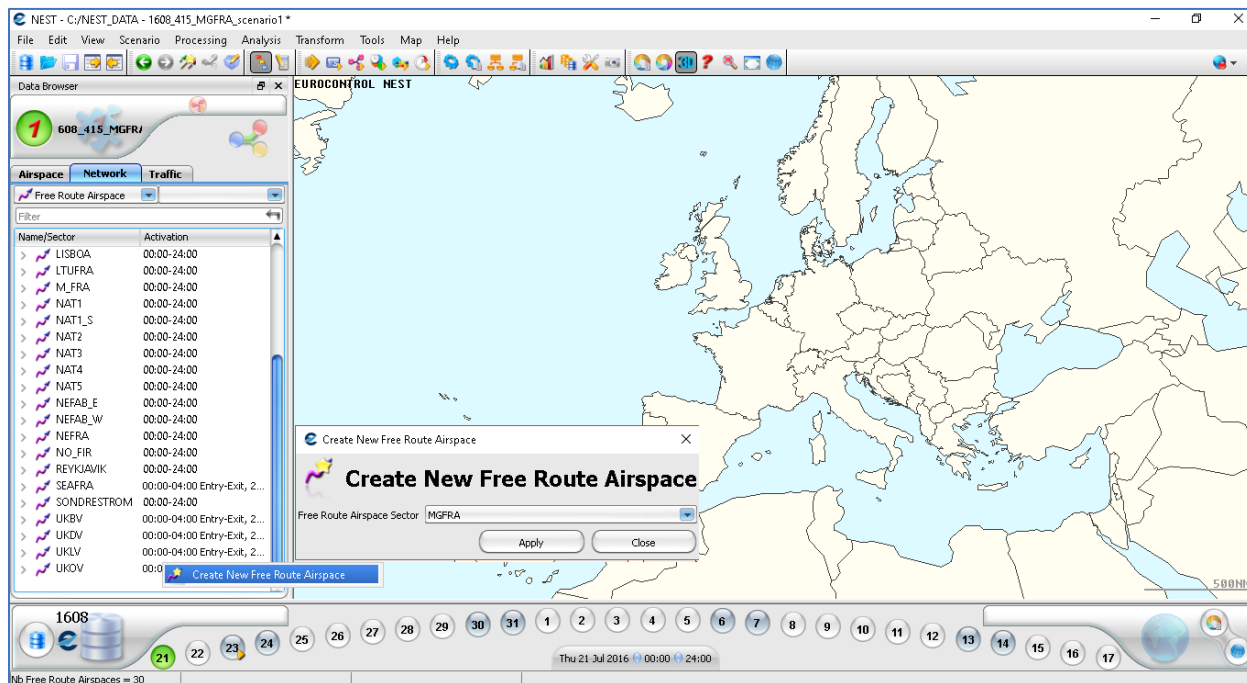 NEST - C:/NEST_DATA - 1608_415_MGFRA_scenario1 *
File Edit View Scenario Processing Analysis Transform Tools Map Help
Data Browser
EUROCONTROL NEST
1
608_415_MGFRA
Airspace Network Traffic
Free Route Airspace
Filter
Name/Sector Activation
LISBOA 00:00-24:00
LTUFRA 00:00-24:00
M_FRA 00:00-24:00
NAT1 00:00-24:00
NAT1_S 00:00-24:00
NAT2 00:00-24:00
NAT3 00:00-24:00
NAT4 00:00-24:00
NAT5 00:00-24:00
NEFAB_E 00:00-24:00
NEFAB_W 00:00-24:00
NEFRA 00:00-24:00
NO_FIR 00:00-24:00
REYKJAVIK 00:00-24:00
SEAFRA 00:00-04:00 Entry-Exit, 2...
SONDRESTROM 00:00-24:00
UKBV 00:00-04:00 Entry-Exit, 2...
UKDV 00:00-04:00 Entry-Exit, 2...
UKLV 00:00-04:00 Entry-Exit, 2...
UKOV 00:0
Create New Free Route Airspace
Create New Free Route Airspace
Create New Free Route Airspace
Free Route Airspace Sector MGFRA
Apply Close
500NM
1608
21 22 23 24 25 26 27 28 29 30 31 1 2 3 4 5 6 7 8 9 10 11 12 13 14 15 16 17
Thu 21 Jul 2016 00:00 24:00
Nb Free Route Airspaces = 30